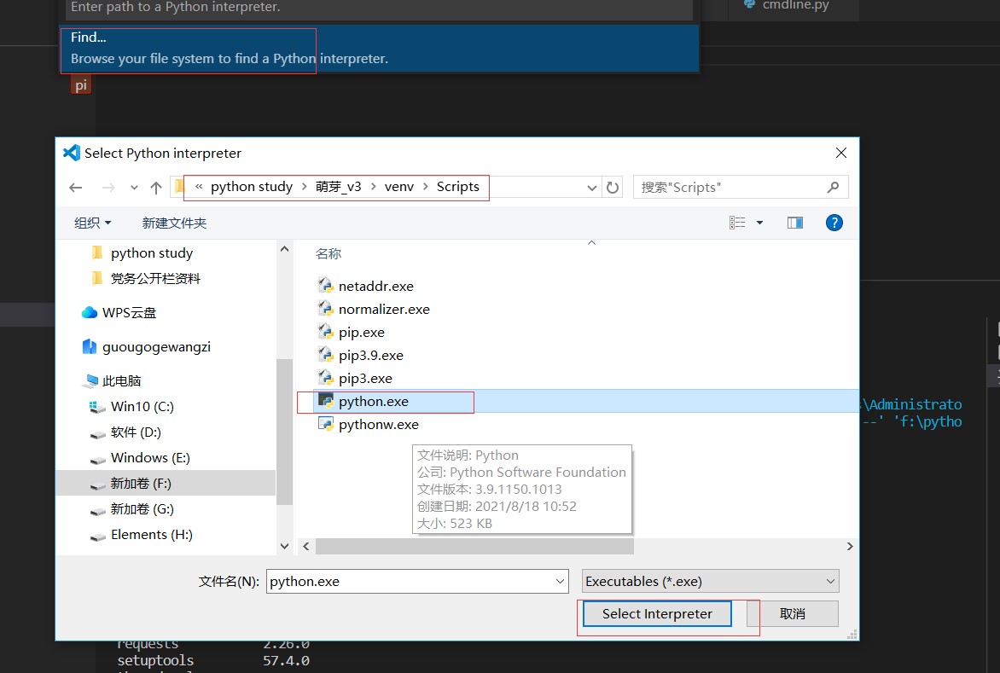 Enter path to a Python interpreter.
cmdline.py
Find...
Browse your file system to find a Python interpreter.
pi
Select Python interpreter
« python study › 萌芽_v3 › venv › Scripts
搜索"Scripts"
组织
新建文件夹
?
python study
党务公开栏资料
WPS云盘
guougogewangzi
此电脑
Win10 (C:)
软件 (D:)
Windows (E:)
新加卷 (F:)
新加卷 (G:)
Elements (H:)
名称
netaddr.exe
normalizer.exe
pip.exe
pip3.9.exe
pip3.exe
python.exe
pythonw.exe
文件说明: Python
公司: Python Software Foundation
文件版本: 3.9.1150.1013
创建日期: 2021/8/18 10:52
大小: 523 KB
\Administrato
--' 'f:\pytho
文件名(N):
python.exe
Executables (*.exe)
Select Interpreter
取消
requests 2.26.0
setuptools 57.4.0